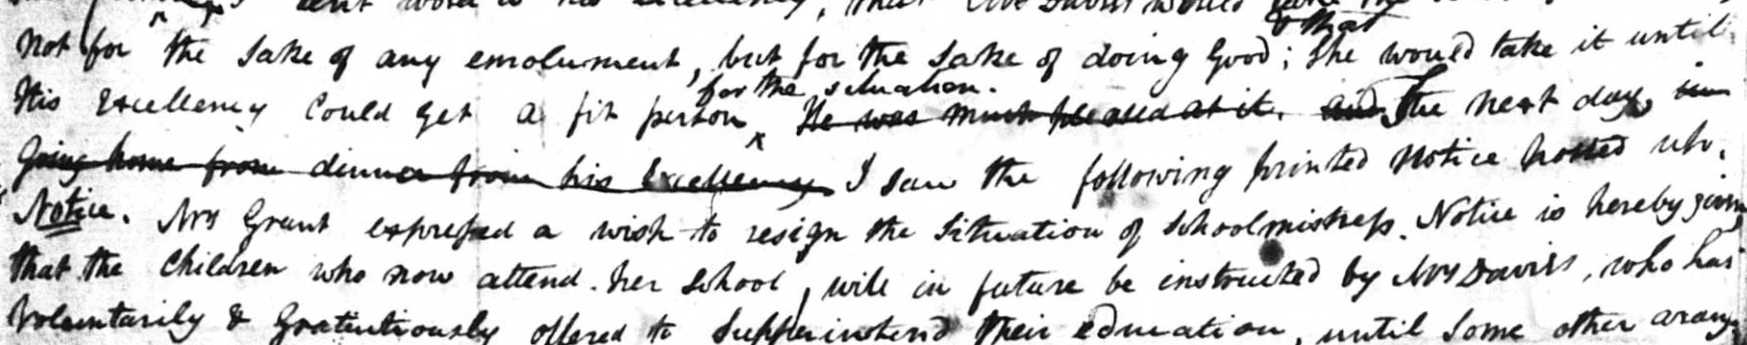 sent word to his Excellency, that Mrs Davis would take the
not for the sake of any emolument, but for the sake of doing Good; & that She would take it until
His Excellency Could get a fit person for the situation. He was much pleased at it. and The next day, in
going home from dinner from his Excellency I saw the following printed Notice posted up.
"Notice. Mrs Grant expressed a wish to resign the Situation of Schoolmistress. Notice is hereby given
that the Children who now attend her School, will in future be instructed by Mrs Davis, who has
Voluntarily & Gratutiously offered to Supperintend their education, until Some other arang